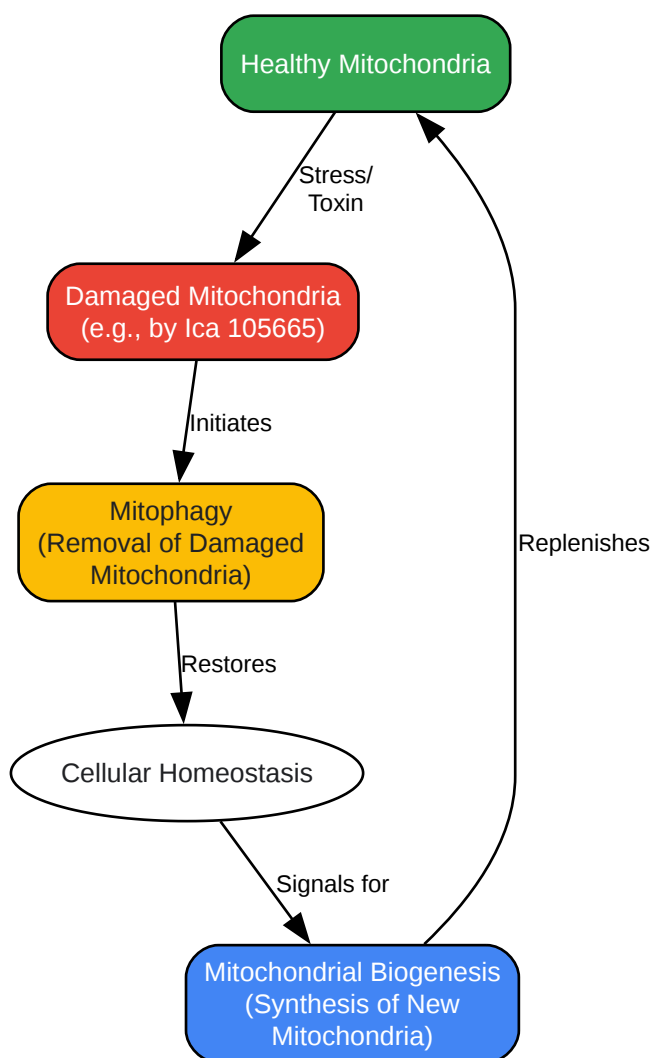 Healthy Mitochondria
Stress/
Toxin
Damaged Mitochondria
(e.g., by Ica 105665)
Initiates
Mitophagy
(Removal of Damaged
Mitochondria)
Replenishes
Restores
Cellular Homeostasis
Signals for
Mitochondrial Biogenesis
(Synthesis of New
Mitochondria)